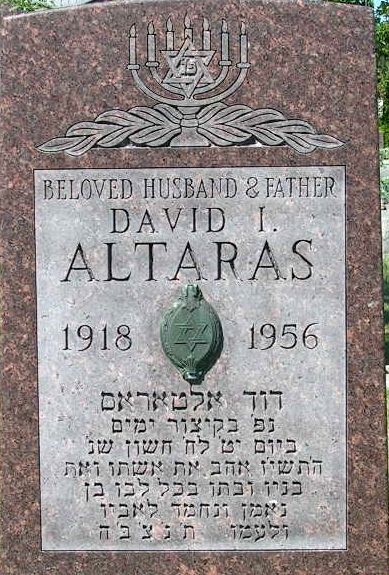 BELOVED HUSBAND & FATHER
DAVID I.
ALTARAS
1918 1956
דוד אלטאראס
נפ בקיצור ימים
ביום יט לח חשון שנ
התשיז אהב את אשתו ואת
בניו ובתו בכל לבו בן
נאמן ונחמד לאביו
ולעמו ת נ צ ב ה